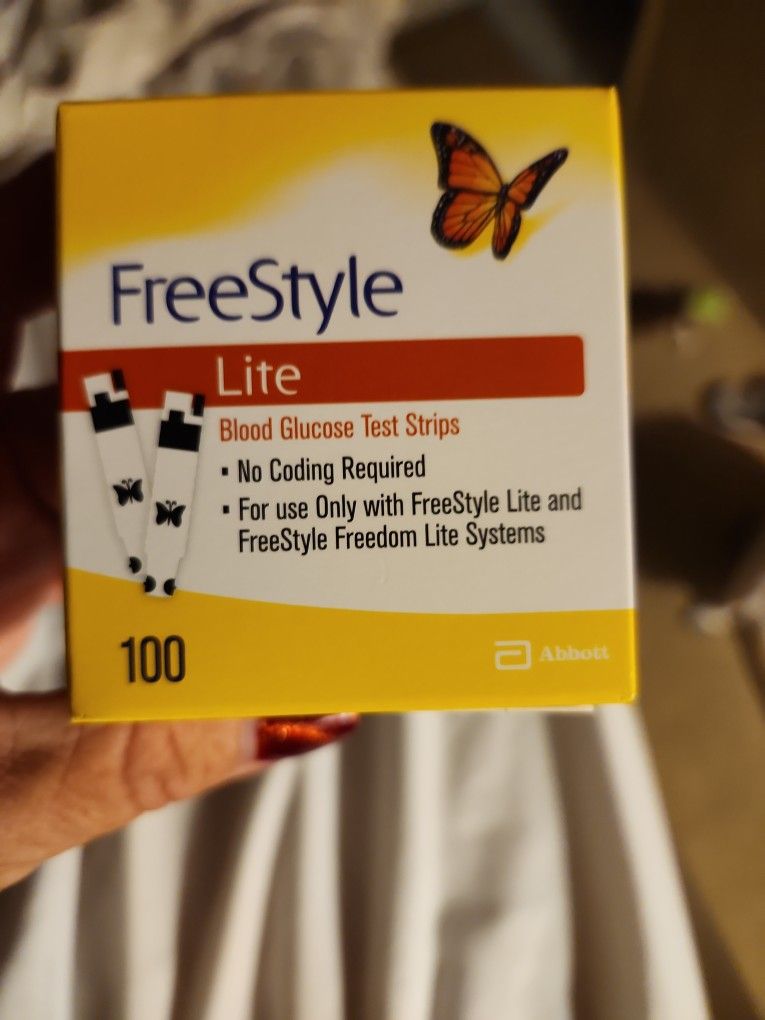 FreeStyle
Lite
Blood Glucose Test Strips
▪ No Coding Required
▪ For use Only with FreeStyle Lite and
FreeStyle Freedom Lite Systems
100
Abbott